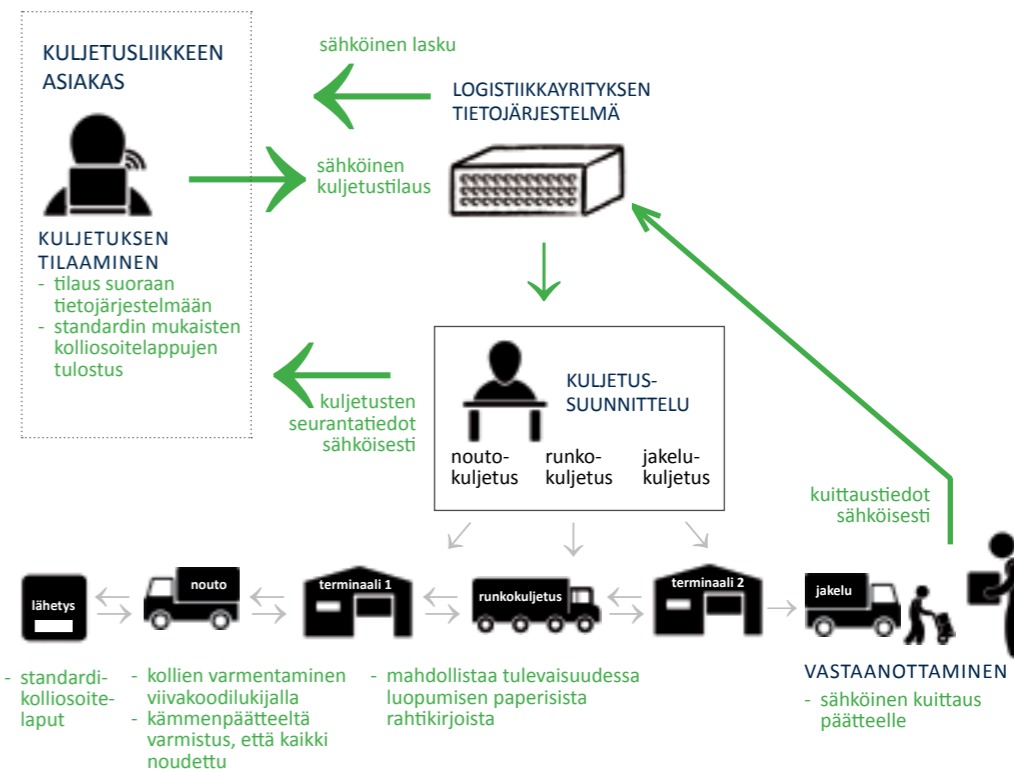 KULJETUSLIIKKEEN
ASIAKAS
sähköinen lasku
LOGISTIIKKAYRITYKSEN
TIETOJÄRJESTELMÄ
sähköinen
kuljetustilaus
KULJETUKSEN
TILAAMINEN
- tilaus suoraan
tietojärjestelmään
- standardin mukaisten
kolliosoitelappujen
tulostus
kuljetusten
seurantatiedot
sähköisesti
KULJETUS-
SUUNNITTELU
nouto-
kuljetus
runko-
kuljetus
jakelu-
kuljetus
kuittaustiedot
sähköisesti
lähetys
nouto
terminaali 1
runkokuljetus
terminaali 2
jakelu
- standardi-
kolliosoite-
laput
- kollien varmentaminen
viivakoodilukijalla
- kämmenpäätteeltä
varmistus, että kaikki
noudettu
- mahdollistaa tulevaisuudessa
luopumisen paperisista
rahtikirjoista
VASTAANOTTAMINEN
- sähköinen kuittaus
päätteelle